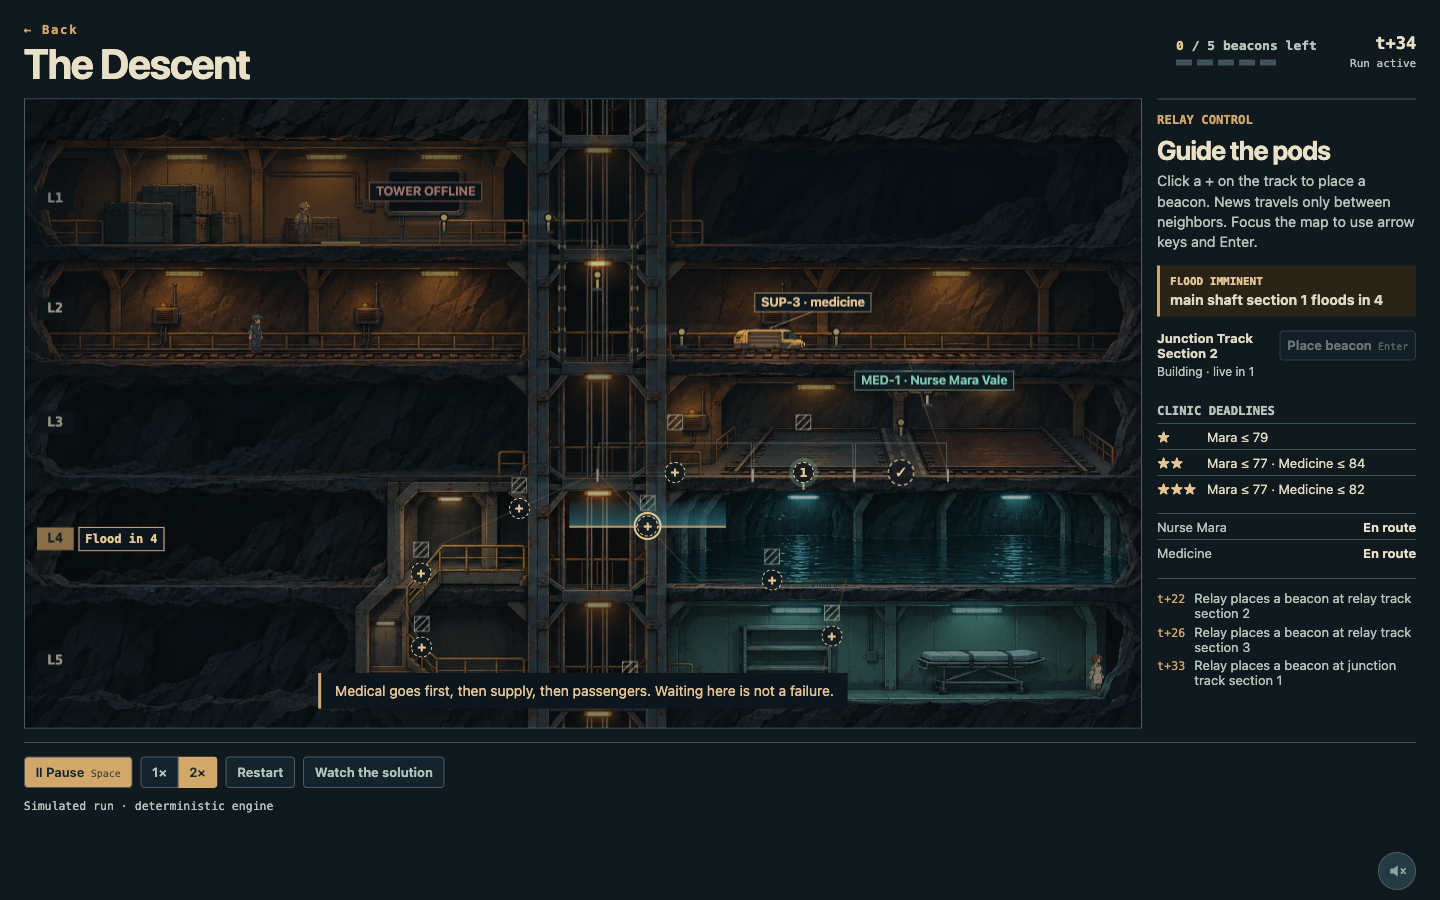 ← Back
The Descent
0 / 5 beacons left
t+34
Run active
L1
TOWER OFFLINE
L2
SUP-3 · medicine
MED-1 · Nurse Mara Vale
L3
1
✓
L4
Flood in 4
L5
Medical goes first, then supply, then passengers. Waiting here is not a failure.
RELAY CONTROL
Guide the pods
Click a + on the track to place a
beacon. News travels only between
neighbors. Focus the map to use arrow
keys and Enter.
FLOOD IMMINENT
main shaft section 1 floods in 4
Junction Track
Section 2
Building · live in 1
Place beacon Enter
CLINIC DEADLINES
★ Mara ≤ 79
★★ Mara ≤ 77 · Medicine ≤ 84
★★★ Mara ≤ 77 · Medicine ≤ 82
Nurse Mara En route
Medicine En route
t+22 Relay places a beacon at relay track
section 2
t+26 Relay places a beacon at relay track
section 3
t+33 Relay places a beacon at junction
track section 1
II Pause Space
1×
2×
Restart
Watch the solution
Simulated run · deterministic engine